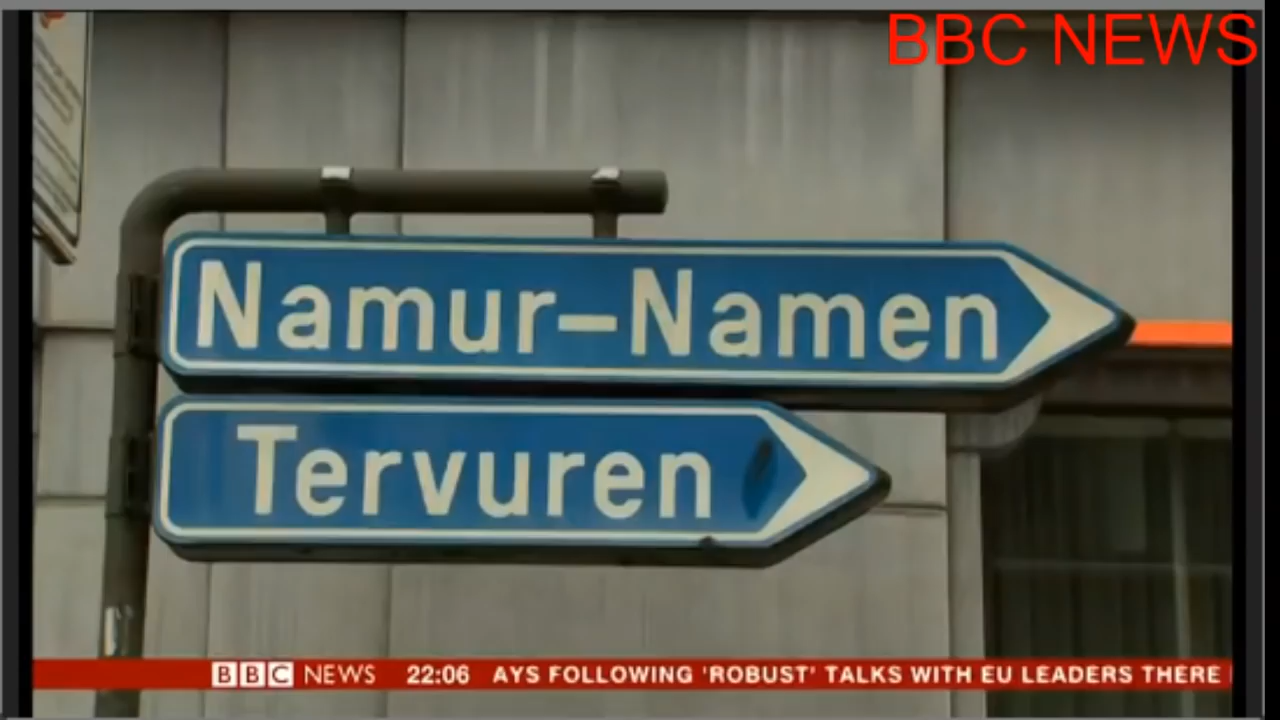 BBC NEWS
Namur-Namen
Tervuren
BBC NEWS 22:06 AYS FOLLOWING 'ROBUST' TALKS WITH EU LEADERS THERE